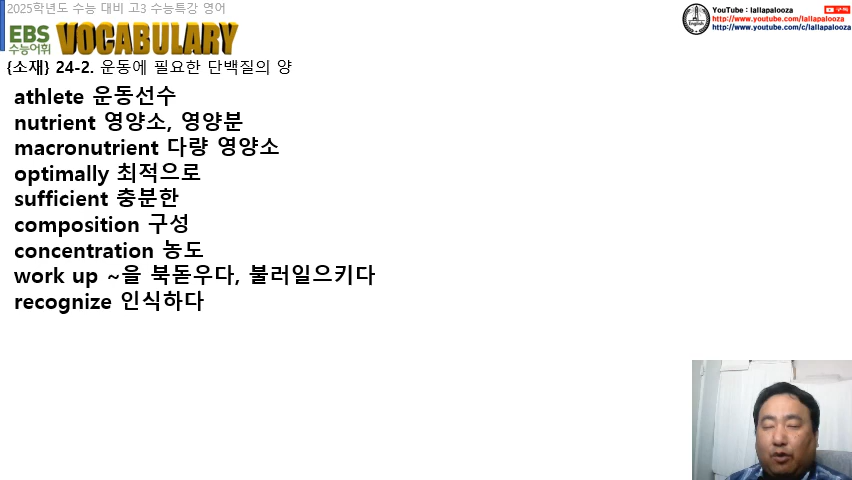 2025학년도 수능 대비 고3 수능특강 영어
EBS
수능어휘
VOCABULARY
{소재} 24-2. 운동에 필요한 단백질의 양
athlete 운동선수
nutrient 영양소, 영양분
macronutrient 다량 영양소
optimally 최적으로
sufficient 충분한
composition 구성
concentration 농도
work up ~을 북돋우다, 불러일으키다
recognize 인식하다
English
YouTube : lallapalooza
구독
http://www.youtube.com/lallapalooza
http://www.youtube.com/c/lallapalooza